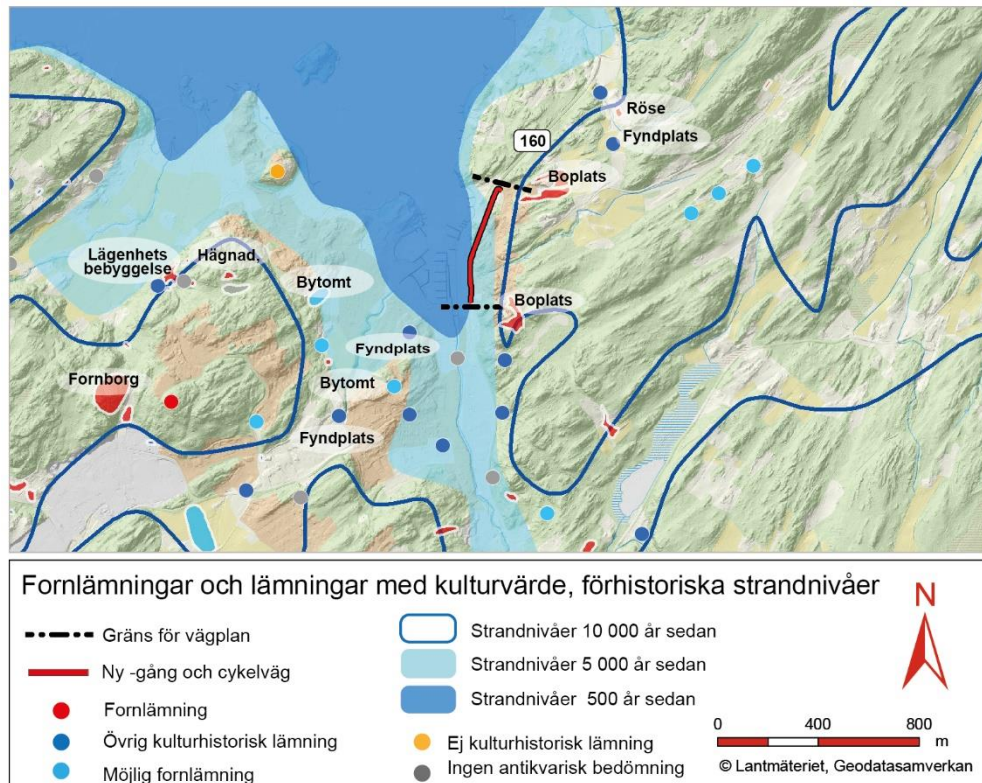 Röse
Fyndplats
160
Boplats
Lägenhets
bebyggelse
Hägnad,
Bytomt
Boplats
Fyndplats
Fornborg
Bytomt
Fyndplats
Fornlämningar och lämningar med kulturvärde, förhistoriska strandnivåer
Gräns för vägplan
Ny -gång och cykelväg
Fornlämning
Övrig kulturhistorisk lämning
Möjlig fornlämning
Strandnivåer 10 000 år sedan
Strandnivåer 5 000 år sedan
Strandnivåer 500 år sedan
Ej kulturhistorisk lämning
Ingen antikvarisk bedömning
N
0 400 800
m
© Lantmäteriet, Geodatasamverkan